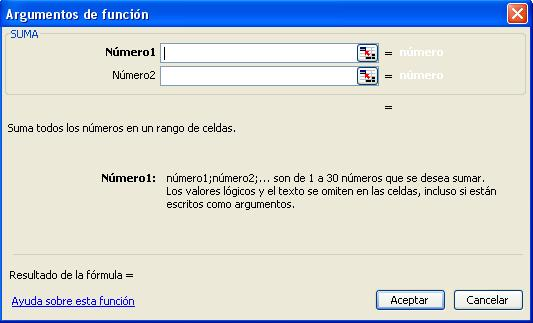 Argumentos de función
SUMA
Número1 = número
Número2 = número
=
Suma todos los números en un rango de celdas.
Número1: número1;número2;... son de 1 a 30 números que se desea sumar.
Los valores lógicos y el texto se omiten en las celdas, incluso si están
escritos como argumentos.
Resultado de la fórmula =
Ayuda sobre esta función Aceptar Cancelar